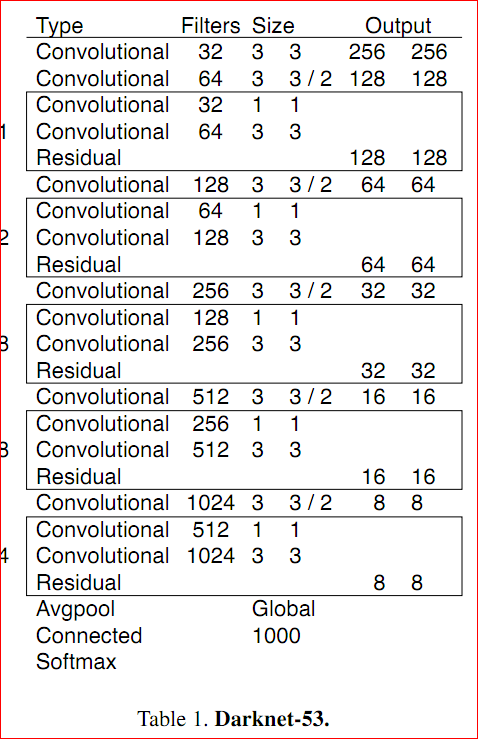 Type Filters Size Output
Convolutional 32 3 3 256 256
Convolutional 64 3 3 / 2 128 128
Convolutional 32 1 1
1 Convolutional 64 3 3
Residual 128 128
Convolutional 128 3 3 / 2 64 64
Convolutional 64 1 1
2 Convolutional 128 3 3
Residual 64 64
Convolutional 256 3 3 / 2 32 32
Convolutional 128 1 1
Convolutional 256 3 3
Residual 32 32
Convolutional 512 3 3 / 2 16 16
Convolutional 256 1 1
Convolutional 512 3 3
Residual 16 16
Convolutional 1024 3 3 / 2 8 8
Convolutional 512 1 1
4 Convolutional 1024 3 3
Residual 8 8
Avgpool Global
Connected 1000
Softmax
Table 1. Darknet-53.